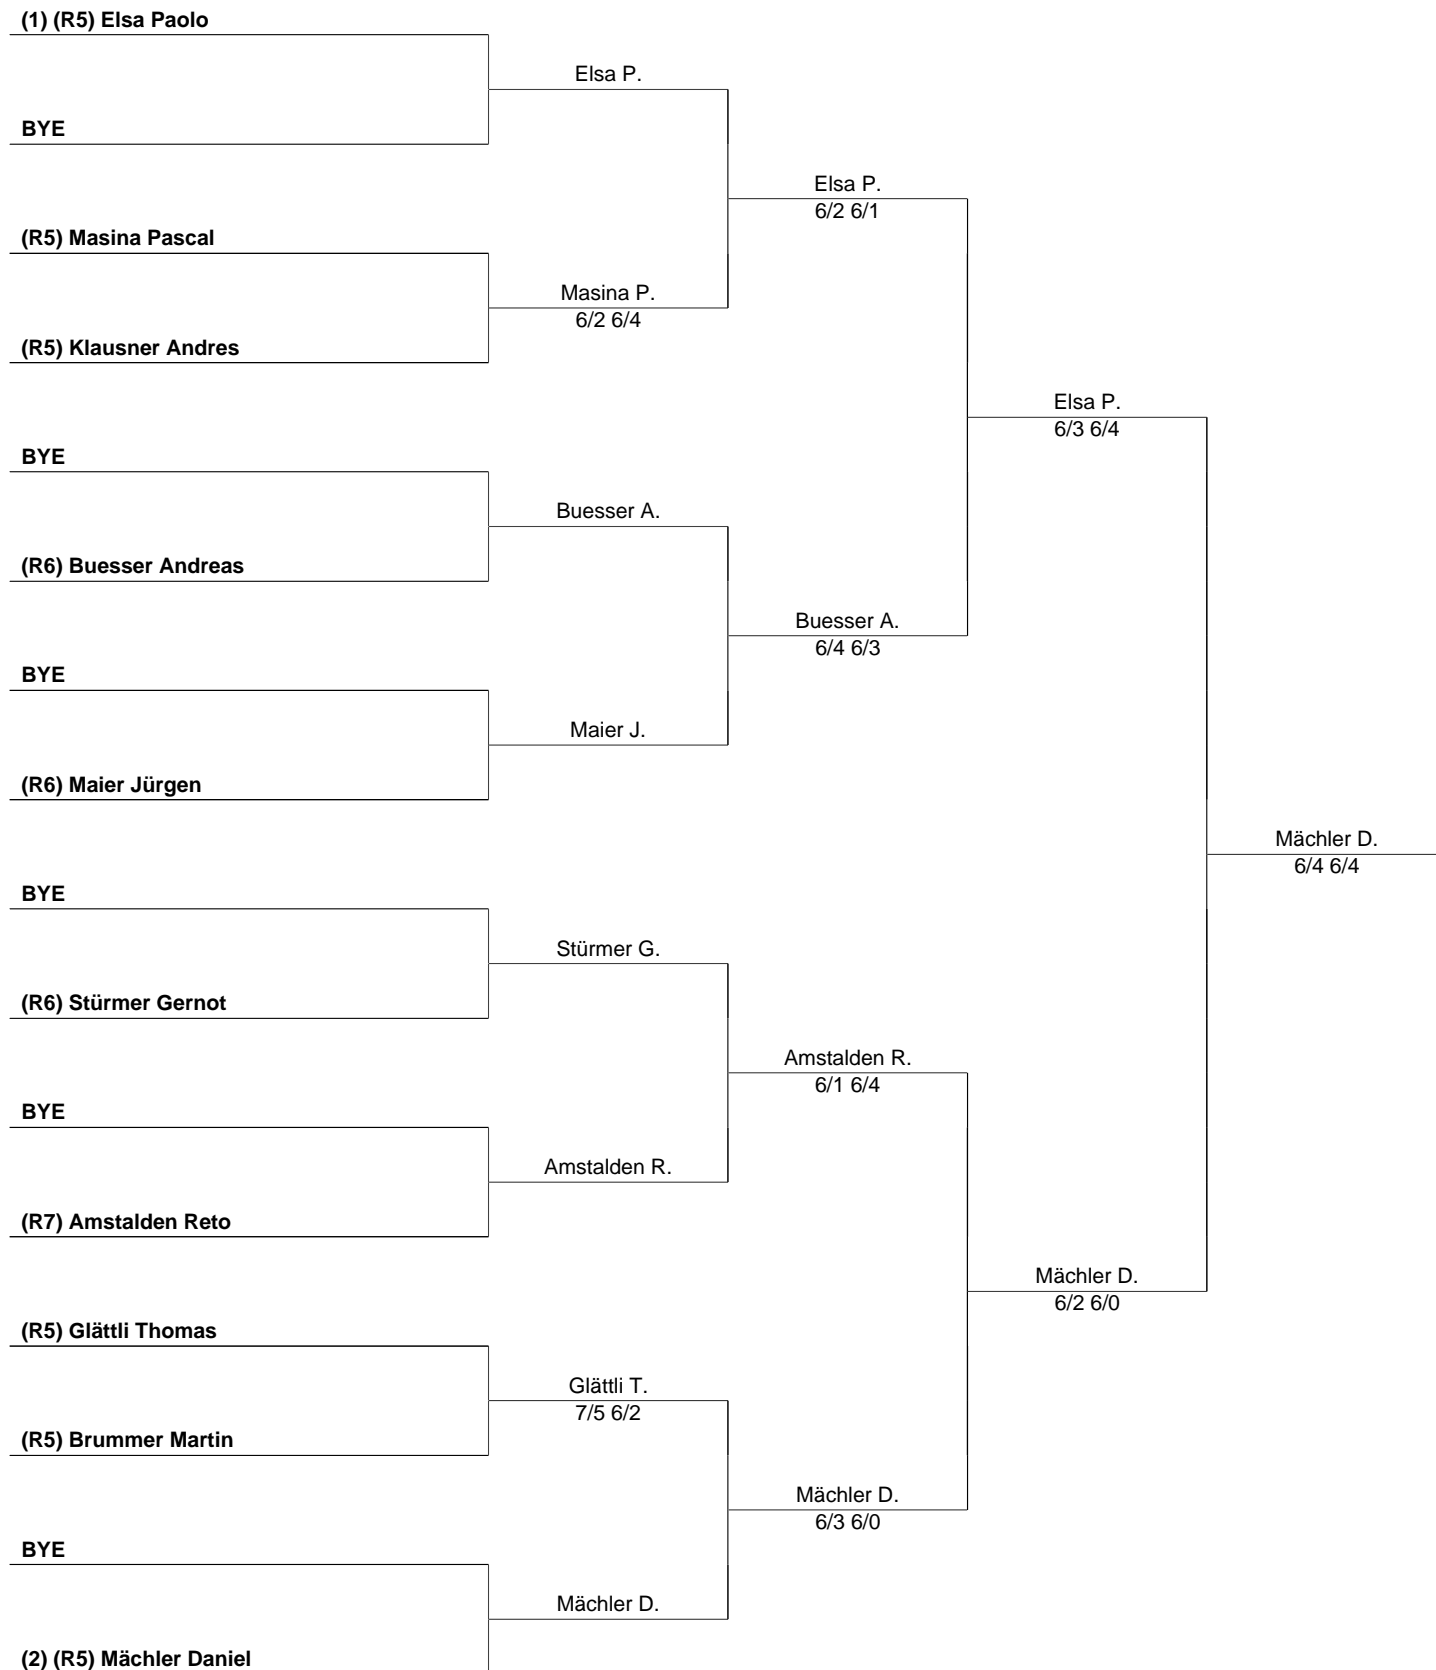 (1) (R5) Elsa Paolo
Elsa P.
BYE
Elsa P.
6/2 6/1
(R5) Masina Pascal
Masina P.
6/2 6/4
(R5) Klausner Andres
Elsa P.
6/3 6/4
BYE
Buesser A.
(R6) Buesser Andreas
Buesser A.
6/4 6/3
BYE
Maier J.
(R6) Maier Jürgen
Mächler D.
6/4 6/4
BYE
Stürmer G.
(R6) Stürmer Gernot
Amstalden R.
6/1 6/4
BYE
Amstalden R.
(R7) Amstalden Reto
Mächler D.
6/2 6/0
(R5) Glättli Thomas
Glättli T.
7/5 6/2
(R5) Brummer Martin
Mächler D.
6/3 6/0
BYE
Mächler D.
(2) (R5) Mächler Daniel